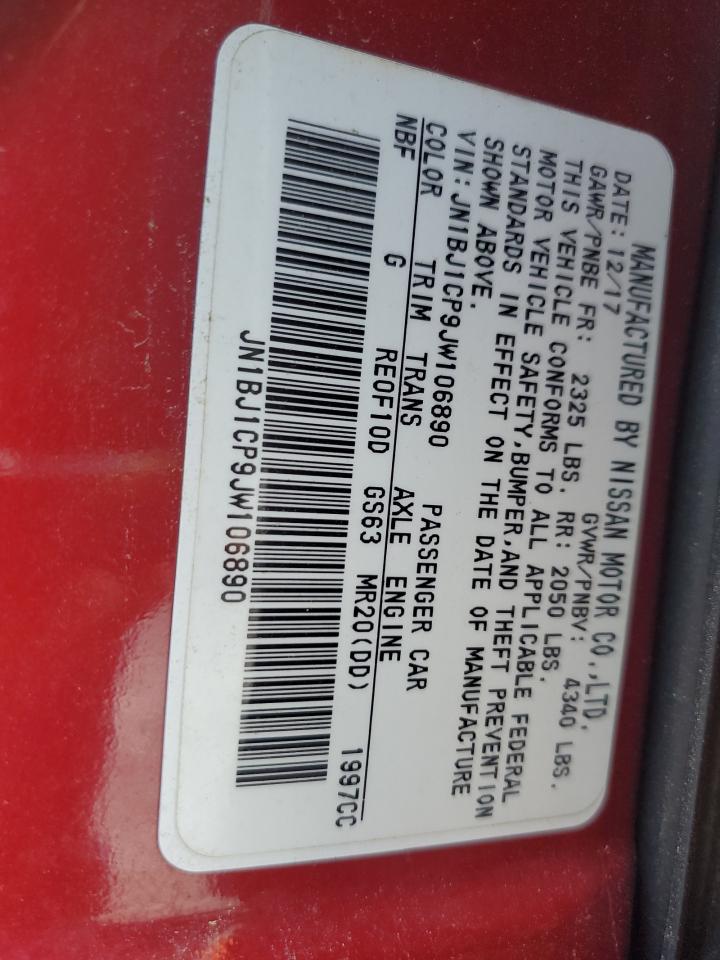 MANUFACTURED BY NISSAN MOTOR CO.,LTD.
DATE: 12/17 GVWR/PNBV: 4340 LBS.
GAWR/PNBE FR: 2325 LBS. RR: 2050 LBS.
THIS VEHICLE CONFORMS TO ALL APPLICABLE FEDERAL
MOTOR VEHICLE SAFETY,BUMPER,AND THEFT PREVENTION
STANDARDS IN EFFECT ON THE DATE OF MANUFACTURE
SHOWN ABOVE.
VIN:JN1BJ1CP9JW106890 PASSENGER CAR
COLOR TRIM TRANS AXLE ENGINE
NBF G RE0F10D GS63 MR20(DD) 1997CC
JN1BJ1CP9JW106890